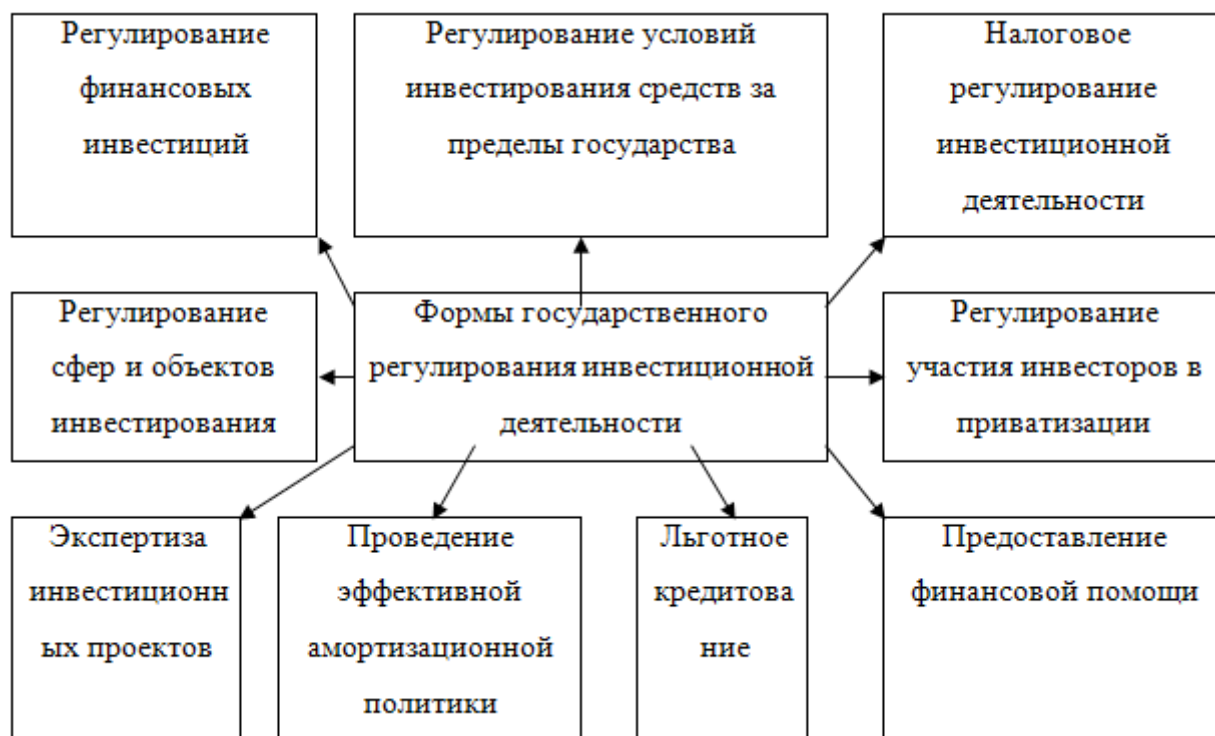 Регулирование
финансовых
инвестиций
Регулирование условий
инвестирования средств за
пределы государства
Налоговое
регулирование
инвестиционной
деятельности
Регулирование
сфер и объектов
инвестирования
Формы государственного
регулирования инвестиционной
деятельности
Регулирование
участия инвесторов в
приватизации
Экспертиза
инвестиционн
ых проектов
Проведение
эффективной
амортизационной
политики
Льготное
кредитова
ние
Предоставление
финансовой помощи